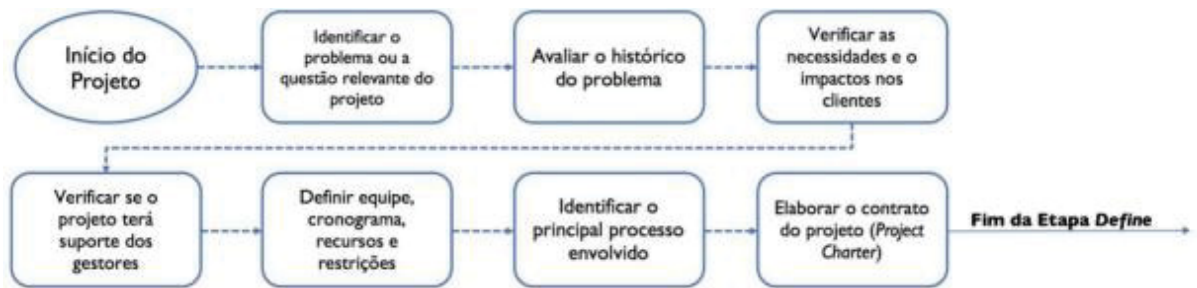 Início do
Projeto
Identificar o
problema ou a
questão relevante do
projeto
Avaliar o histórico
do problema
Verificar as
necessidades e o
impactos nos
clientes
Verificar se o
projeto terá
suporte dos
gestores
Definir equipe,
cronograma,
recursos e
restrições
Identificar o
principal processo
envolvido
Elaborar o contrato
do projeto (Project
Charter)
Fim da Etapa Define